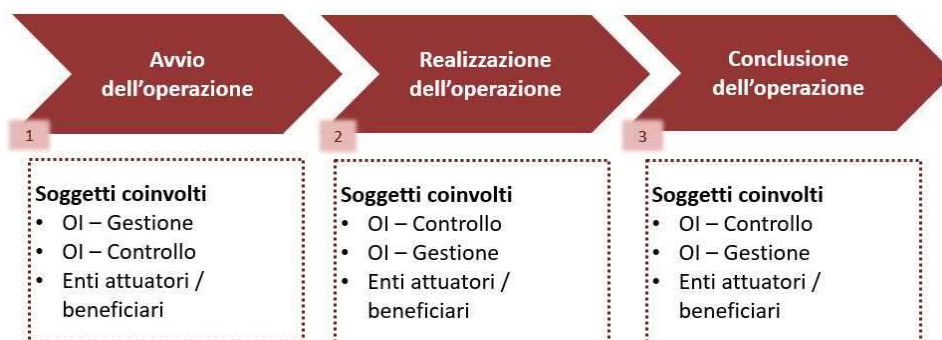 Avvio
dell'operazione
1
Soggetti coinvolti
• OI – Gestione
• OI – Controllo
• Enti attuatori /
beneficiari
Realizzazione
dell'operazione
2
Soggetti coinvolti
• OI – Controllo
• OI – Gestione
• Enti attuatori /
beneficiari
Conclusione
dell'operazione
3
Soggetti coinvolti
• OI – Controllo
• OI – Gestione
• Enti attuatori /
beneficiari